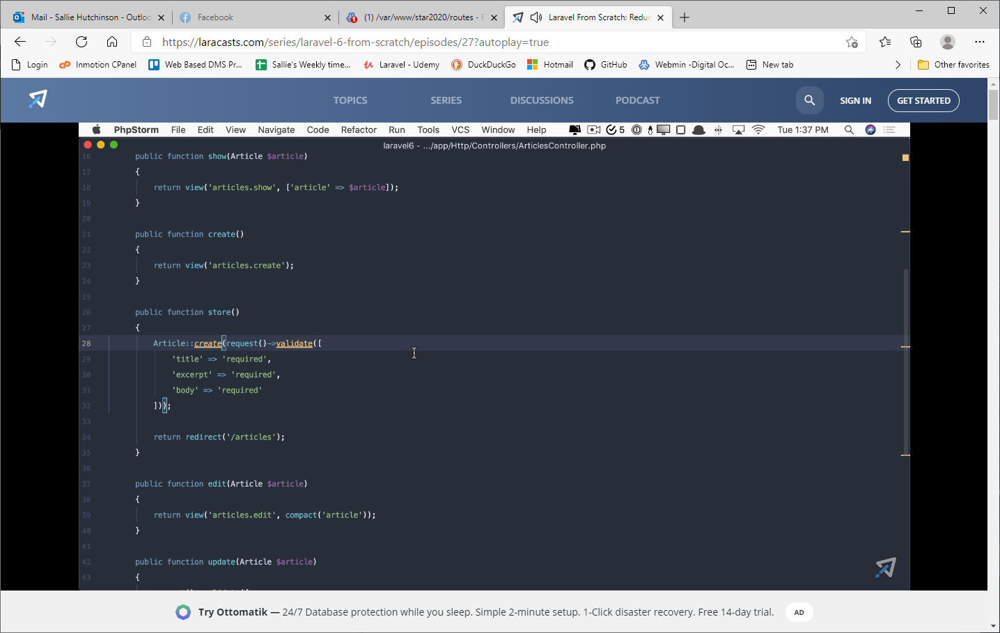 Mail - Sallie Hutchinson - Outloo
Facebook
(1) /var/www/star2020/routes - F
Laravel From Scratch: Reduc
https://laracasts.com/series/laravel-6-from-scratch/episodes/27?autoplay=true
Login
cP Inmotion CPanel
Web Based DMS Pr...
Sallie's Weekly time...
Laravel - Udemy
DuckDuckGo
Hotmail
GitHub
Webmin -Digital Oc...
New tab
Other favorites
TOPICS
SERIES
DISCUSSIONS
PODCAST
SIGN IN
GET STARTED
PhpStorm File Edit View Navigate Code Refactor Run Tools VCS Window Help 5 Tue 1:37 PM
laravel6 - .../app/Http/Controllers/ArticlesController.php
16 public function show(Article $article)
17 {
18 return view('articles.show', ['article' => $article]);
19 }
20
21 public function create()
22 {
23 return view('articles.create');
24 }
25
26 public function store()
27 {
28 Article::create(request()->validate([
29 'title' => 'required',
30 'excerpt' => 'required',
31 'body' => 'required'
32 ]));
33
34 return redirect('/articles');
35 }
36
37 public function edit(Article $article)
38 {
39 return view('articles.edit', compact('article'));
40 }
41
42 public function update(Article $article)
43 {
Try Ottomatik — 24/7 Database protection while you sleep. Simple 2-minute setup. 1-Click disaster recovery. Free 14-day trial.
AD